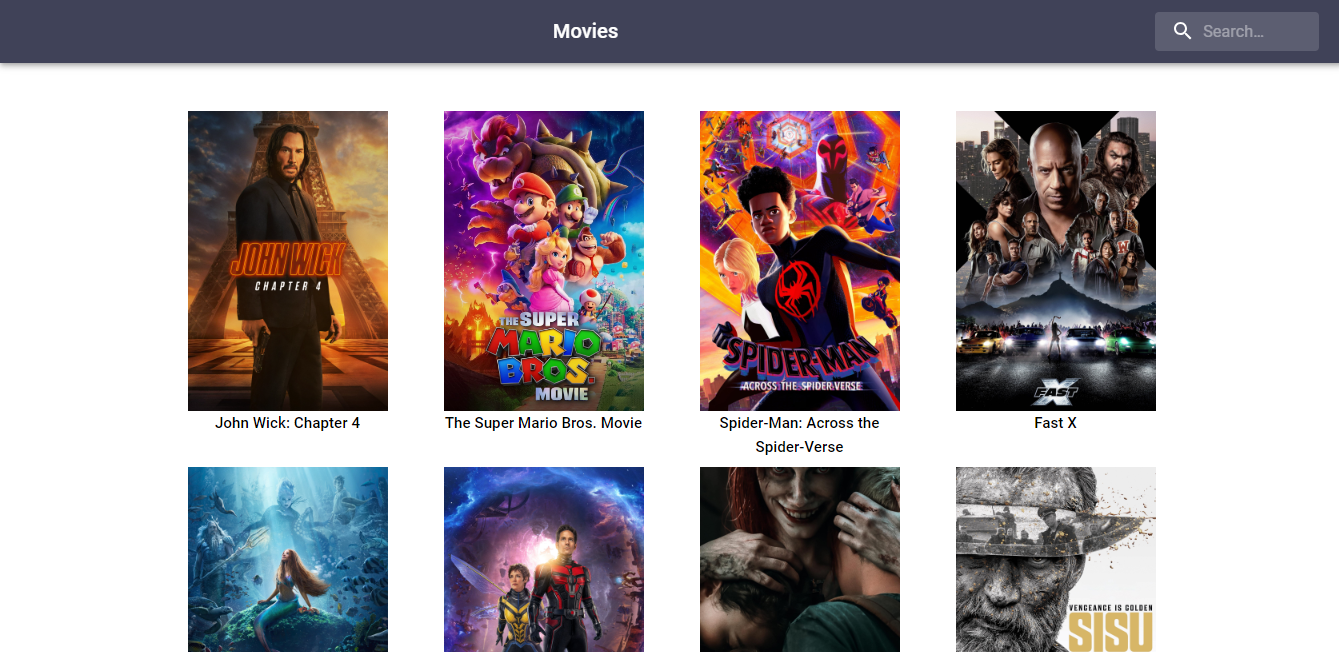 Movies
Search…
JOHN WICK
CHAPTER 4
THE SUPER
MARIO
BROS.
MOVIE
SPIDER-MAN
ACROSS THE SPIDER-VERSE
FAST X
John Wick: Chapter 4
The Super Mario Bros. Movie
Spider-Man: Across the
Spider-Verse
Fast X
VENGEANCE IS GOLDEN
SISU